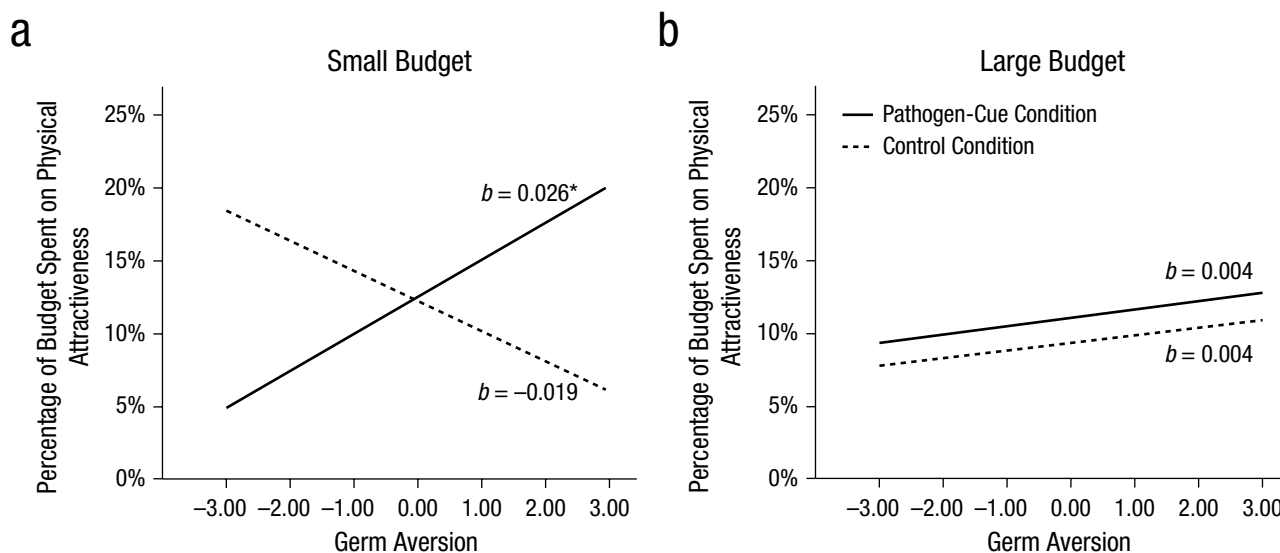 a
Small Budget
Percentage of Budget Spent on Physical
Attractiveness
25%
20%
15%
10%
5%
0%
b = 0.026*
b = –0.019
–3.00 –2.00 –1.00 0.00 1.00 2.00 3.00
Germ Aversion
b
Large Budget
Percentage of Budget Spent on Physical
Attractiveness
25%
20%
15%
10%
5%
0%
Pathogen-Cue Condition
Control Condition
b = 0.004
b = 0.004
–3.00 –2.00 –1.00 0.00 1.00 2.00 3.00
Germ Aversion